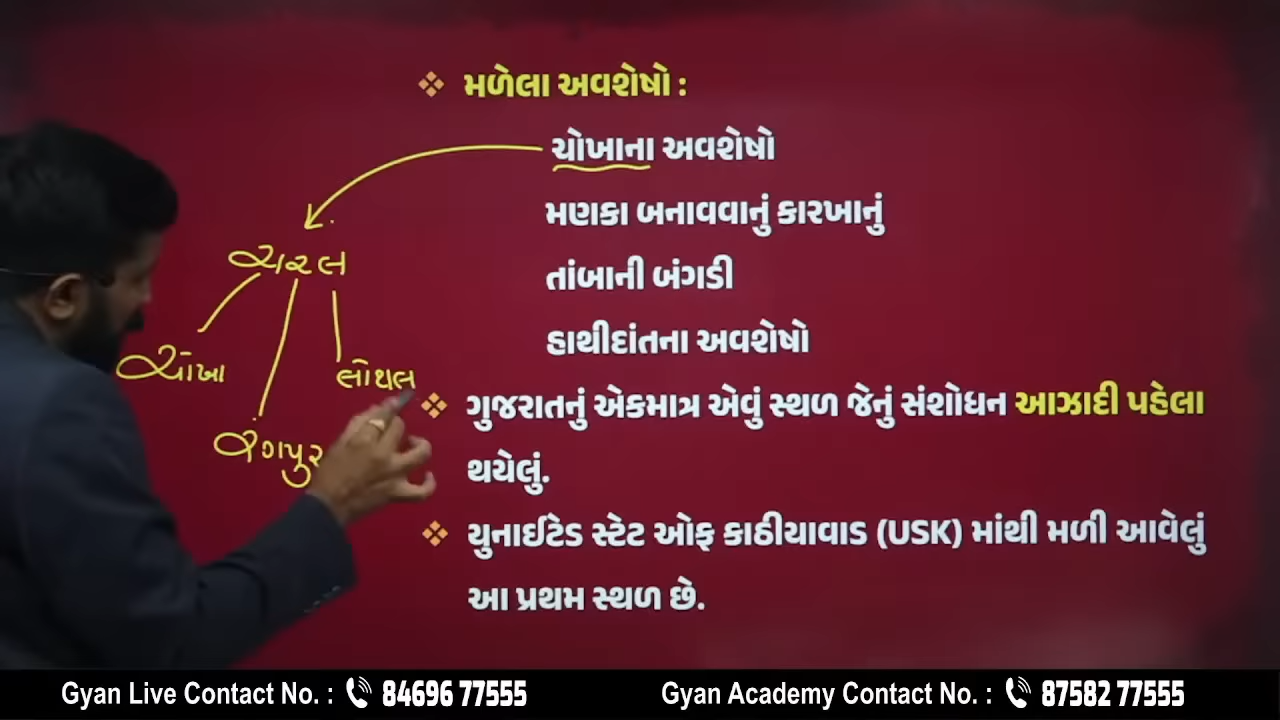 ❖ મળેલા અવશેષો :
ચોખાના અવશેષો
મણકા બનાવવાનું કારખાનું
તાંબાની બંગડી
હાથીદાંતના અવશેષો
❖ ગુજરાતનું એકમાત્ર એવું સ્થળ જેનું સંશોધન આઝાદી પહેલા
થયેલું.
❖ યુનાઈટેડ સ્ટેટ ઓફ કાઠીયાવાડ (USK) માંથી મળી આવેલું
આ પ્રથમ સ્થળ છે.
ચરલ
ચોખા
લોથલ
રંગપુર
Gyan Live Contact No. : 84696 77555
Gyan Academy Contact No. : 87582 77555